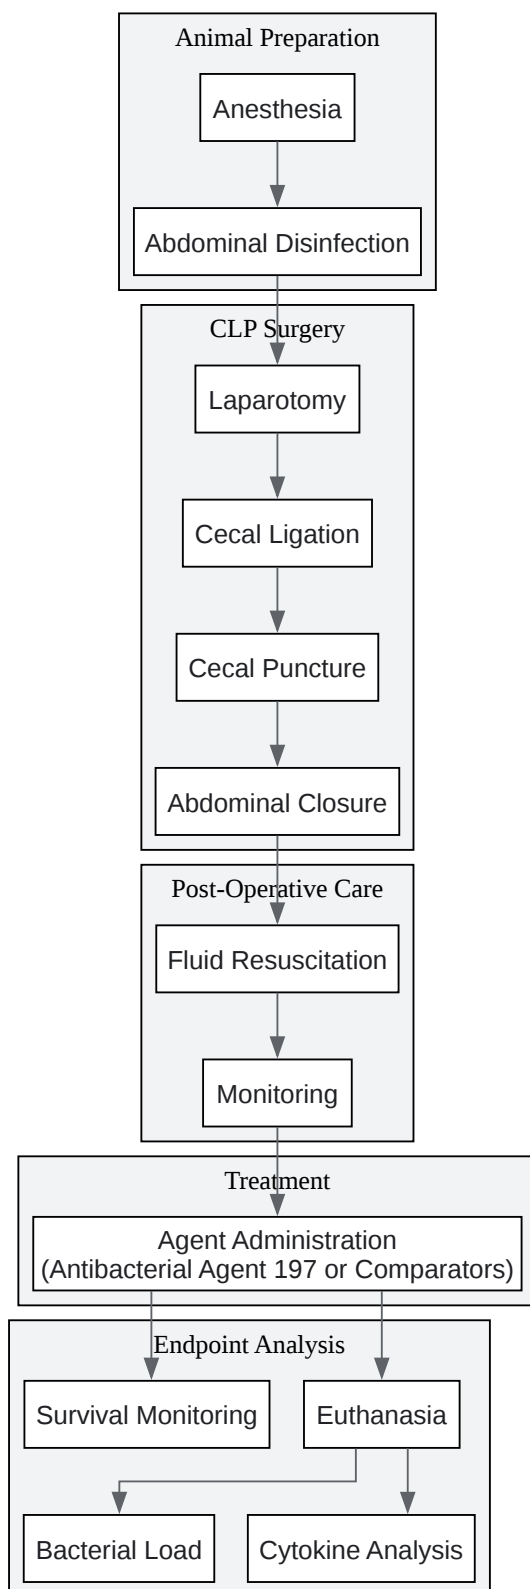 Animal Preparation
Anesthesia
Abdominal Disinfection
CLP Surgery
Laparotomy
Cecal Ligation
Cecal Puncture
Abdominal Closure
Post-Operative Care
Fluid Resuscitation
Monitoring
Treatment
Agent Administration
(Antibacterial Agent 197 or Comparators)
Endpoint Analysis
Survival Monitoring
Euthanasia
Bacterial Load
Cytokine Analysis